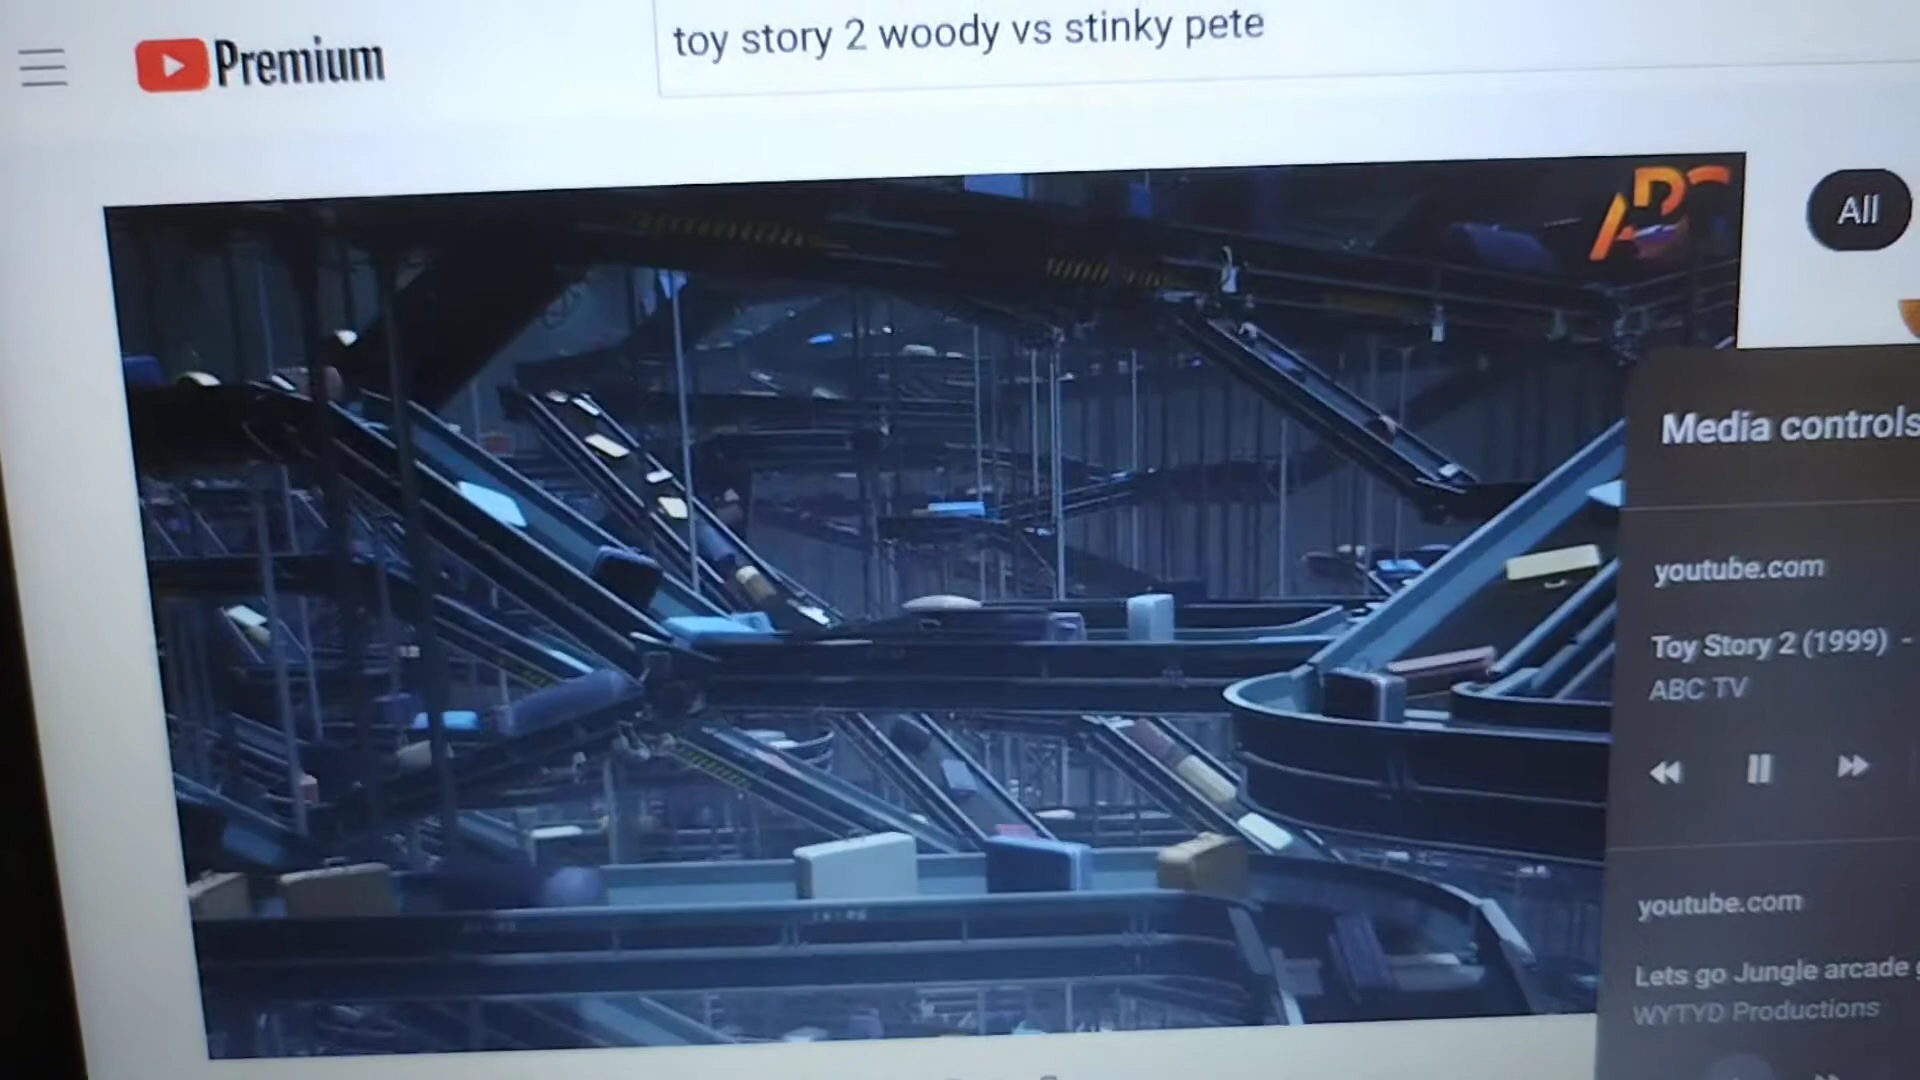 Premium
toy story 2 woody vs stinky pete
All
Media controls
youtube.com
Toy Story 2 (1999) -
ABC TV
youtube.com
Lets go Jungle arcade
WYTYD Productions